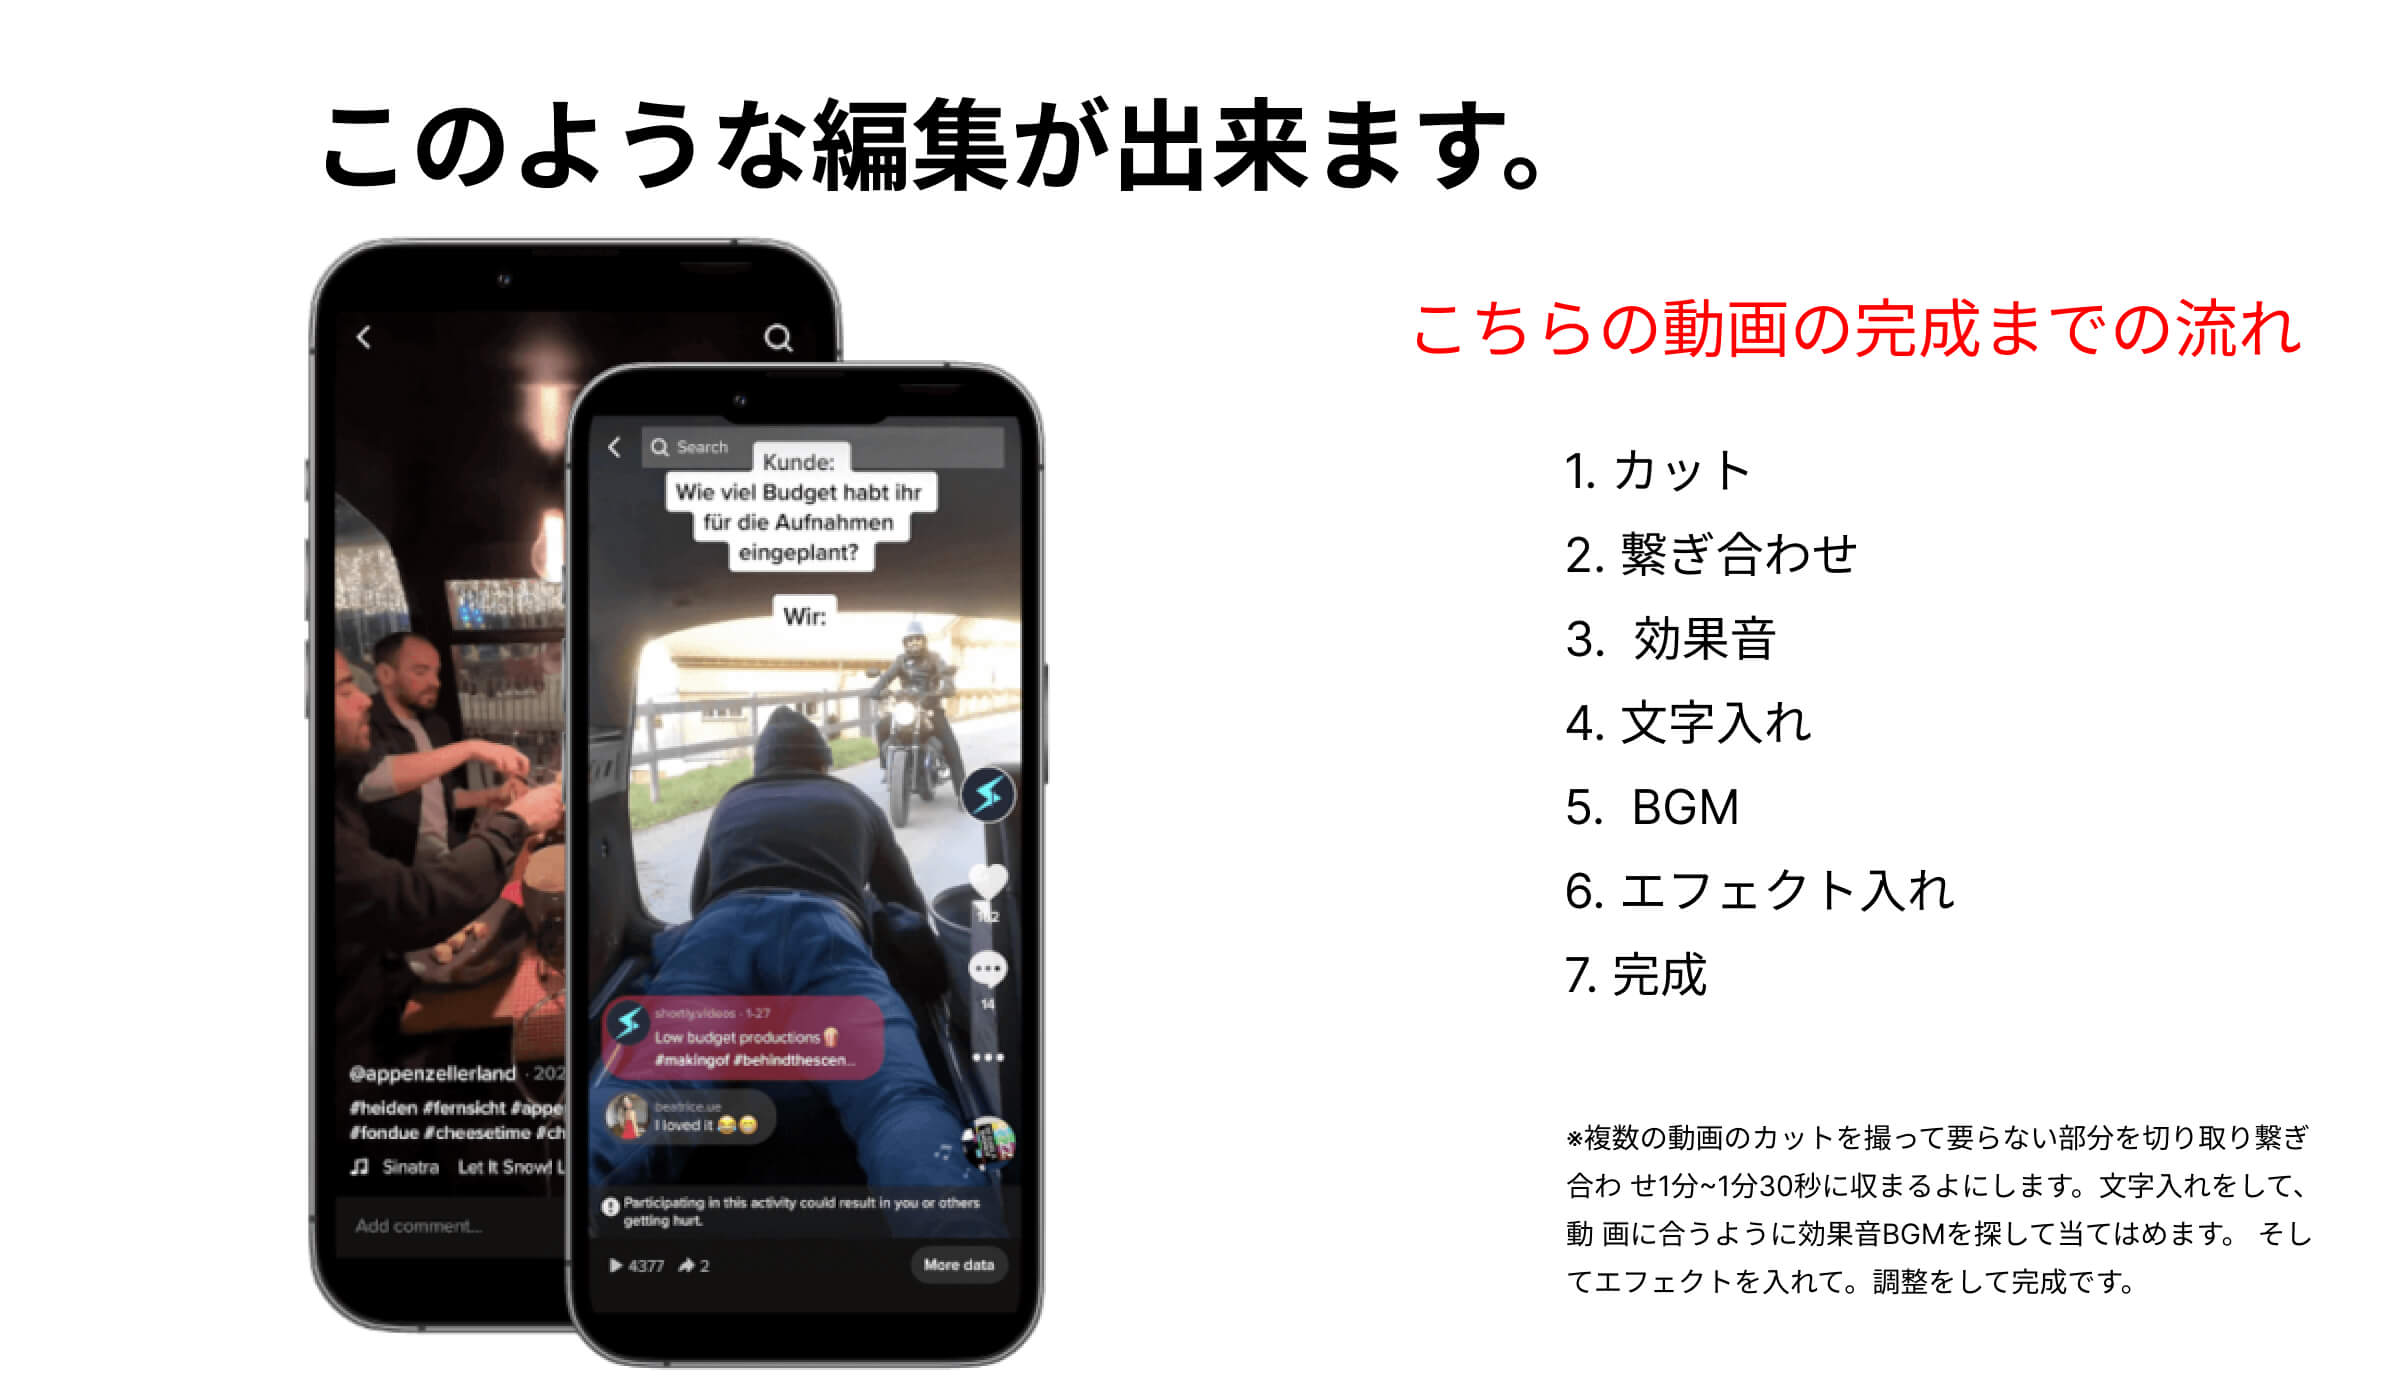 このような編集が出来ます。
@appenzellerland · 202
#heiden #fernsicht #appe
#fondue #cheesetime #ch
Sinatra Let It Snow! L
Add comment...
Search
Kunde:
Wie viel Budget habt ihr
für die Aufnahmen
eingeplant?
Wir:
162
14
shortly.videos · 1-27
Low budget productions🍿
#makingof #behindthescen...
beatrice.ue
I loved it 😂😁
Participating in this activity could result in you or others
getting hurt.
4377 2
More data
こちらの動画の完成までの流れ
1. カット
2. 繋ぎ合わせ
3. 効果音
4. 文字入れ
5. BGM
6. エフェクト入れ
7. 完成
※複数の動画のカットを撮って要らない部分を切り取り繋ぎ
合わ せ1分~1分30秒に収まるよにします。文字入れをして、
動 画に合うように効果音BGMを探して当てはめます。 そし
てエフェクトを入れて。調整をして完成です。